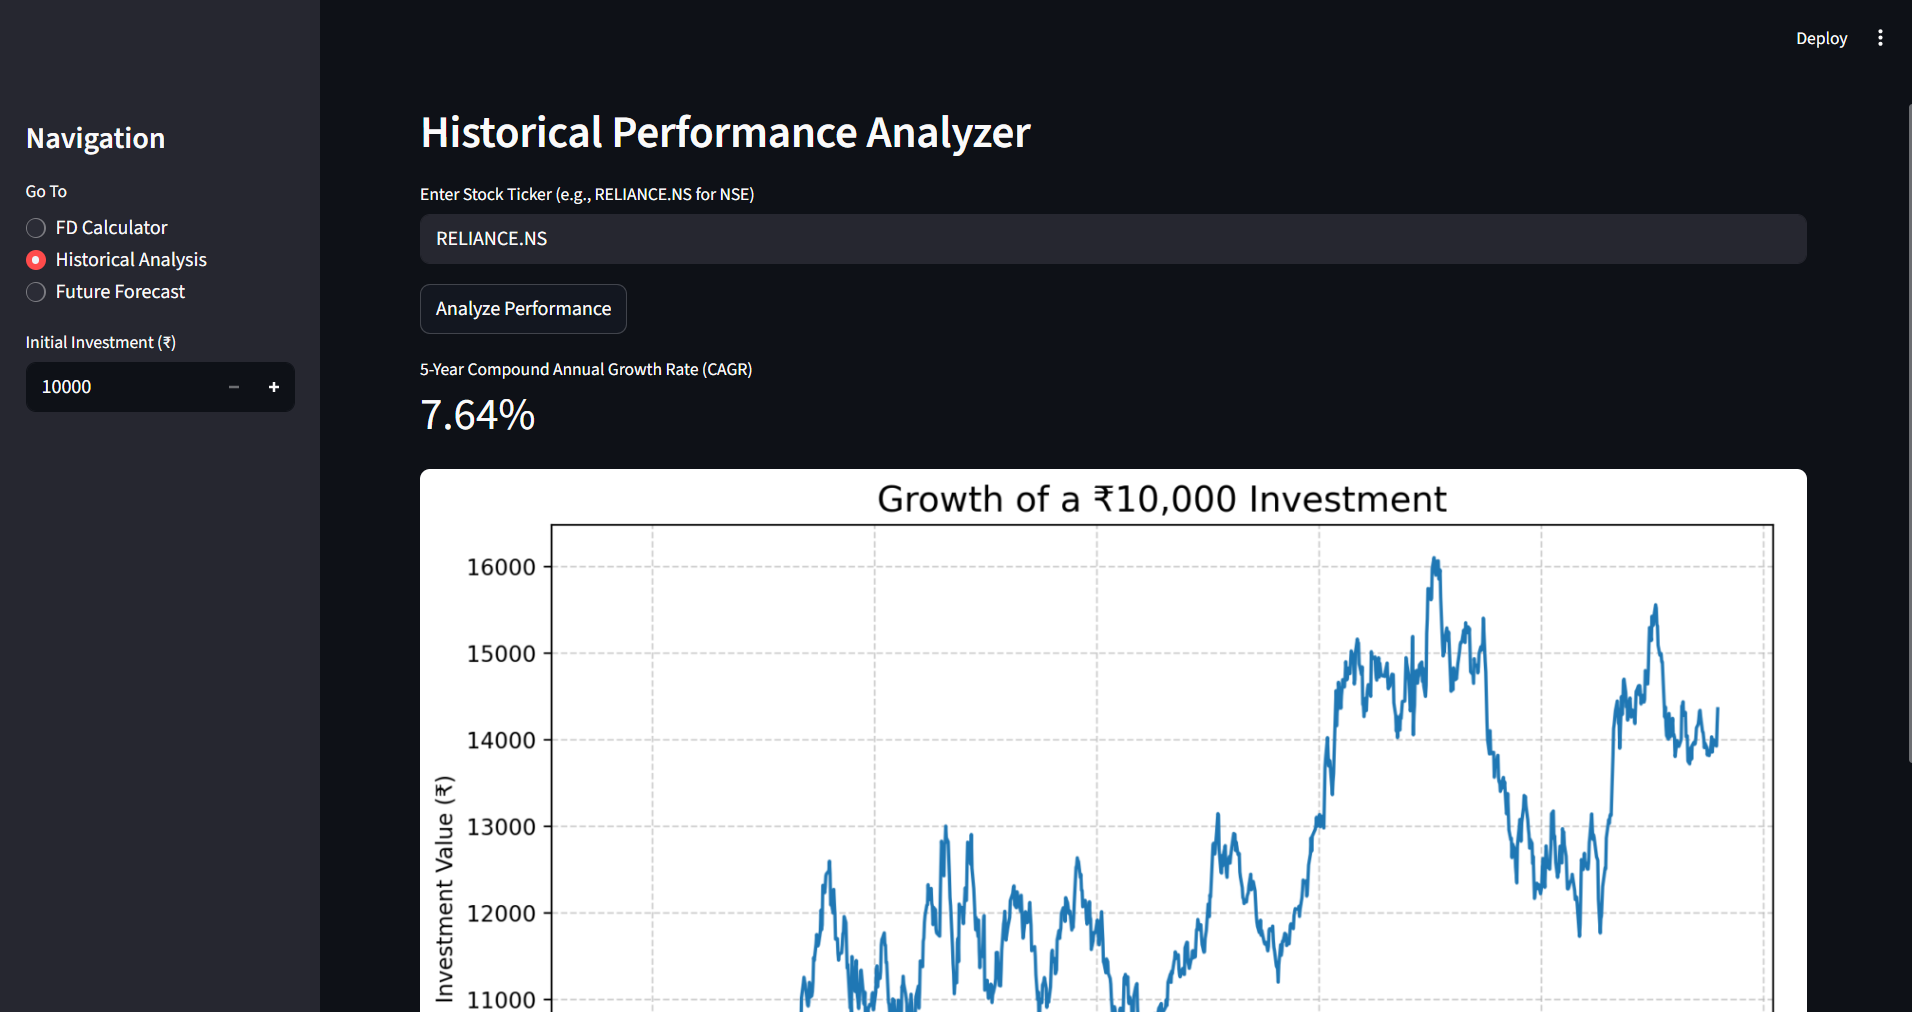 Deploy
Navigation
Go To
FD Calculator
Historical Analysis
Future Forecast
Initial Investment (₹)
10000
Historical Performance Analyzer
Enter Stock Ticker (e.g., RELIANCE.NS for NSE)
RELIANCE.NS
Analyze Performance
5-Year Compound Annual Growth Rate (CAGR)
7.64%
Growth of a ₹10,000 Investment
16000
15000
14000
13000
12000
11000
Investment Value (₹)